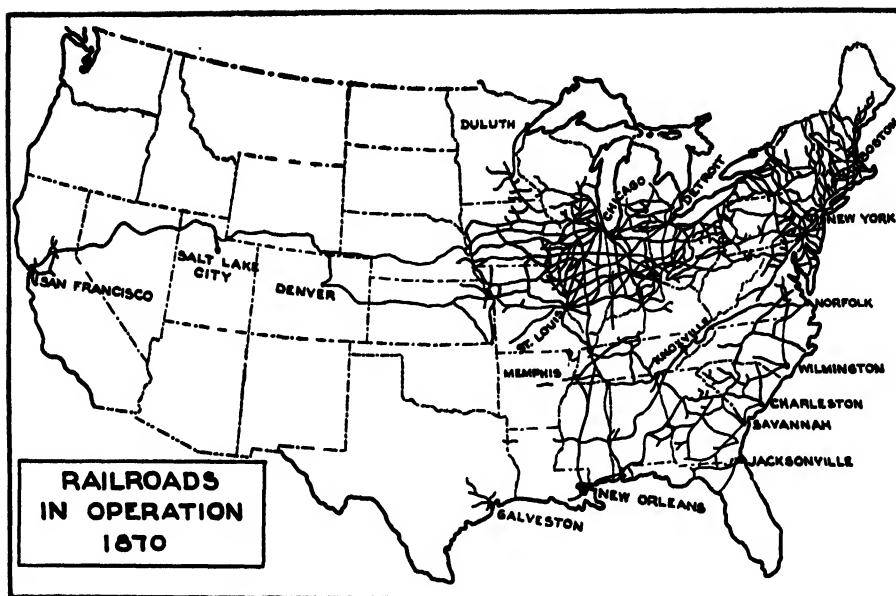 DULUTH
BOSTON
DETROIT
CHICAGO
NEW YORK
SALT LAKE
CITY
SAN FRANCISCO
DENVER
NORFOLK
ST. LOUIS
KNOXVILLE
MEMPHIS
WILMINGTON
CHARLESTON
SAVANNAH
JACKSONVILLE
RAILROADS
IN OPERATION
1870
NEW ORLEANS
GALVESTON